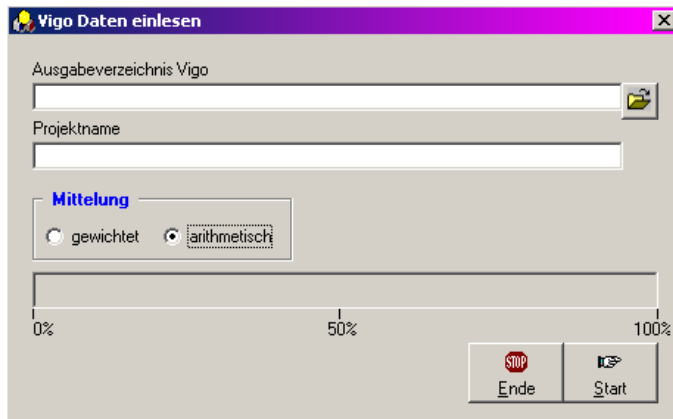 Vigo Daten einlesen
Ausgabeverzeichnis Vigo
Projektname
Mittelung
gewichtet arithmetisch
0% 50% 100%
STOP
Ende Start